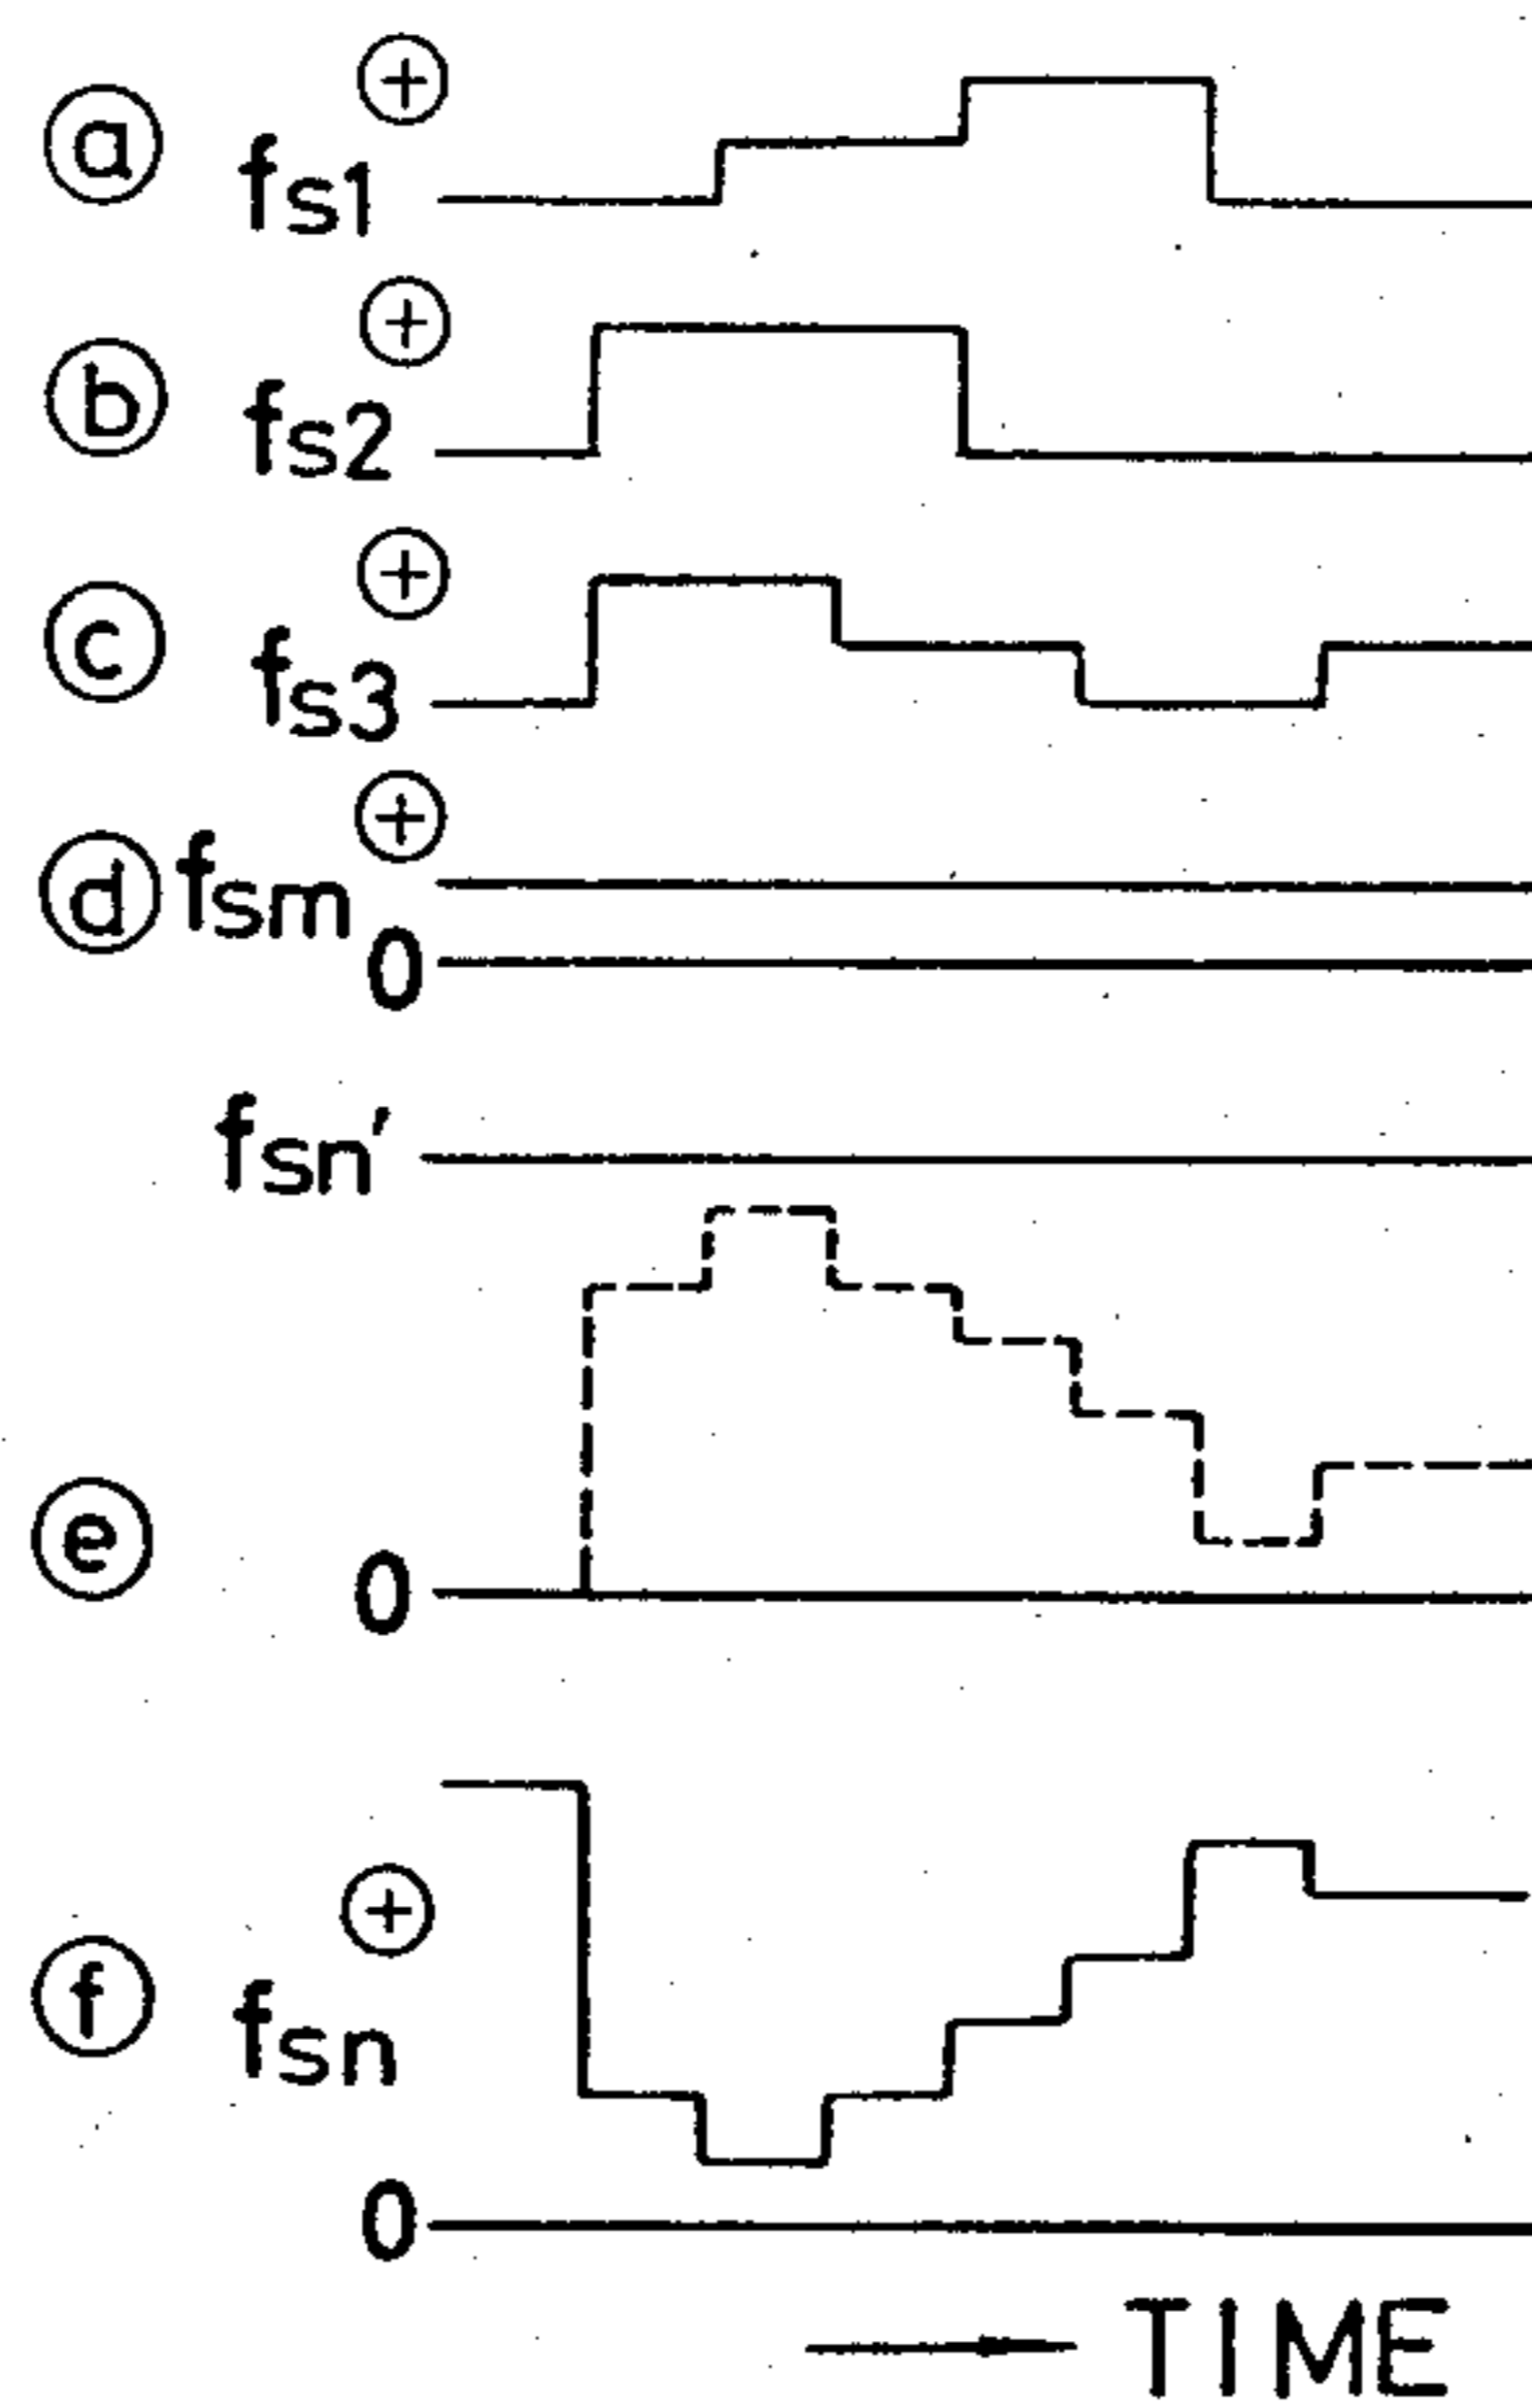 ⓐ fs1 ⊕
ⓑ fs2 ⊕
ⓒ fs3 ⊕
ⓓ fsm ⊕
0
fsn′
ⓔ 0
⊕
ⓕ fsn
0
TIME